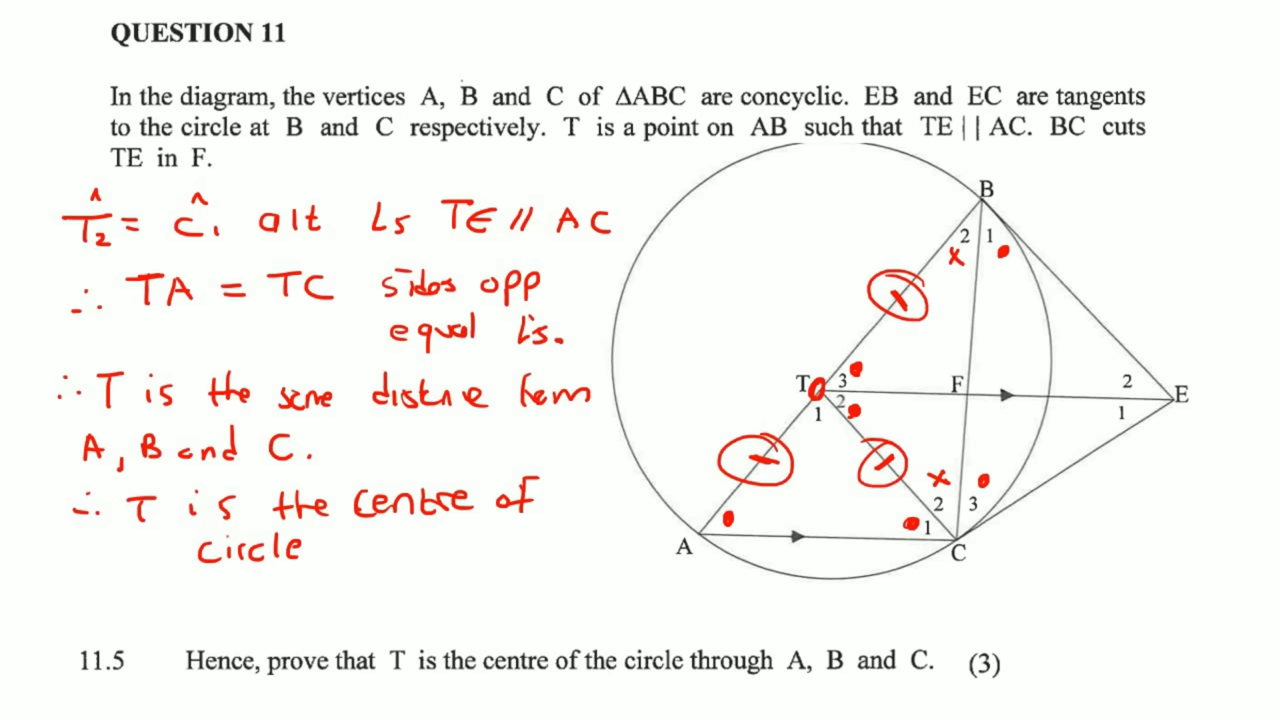 QUESTION 11
In the diagram, the vertices A, B and C of ΔABC are concyclic. EB and EC are tangents
to the circle at B and C respectively. T is a point on AB such that TE || AC. BC cuts
TE in F.
T̂₂ = Ĉ₁ alt Ls TE // AC
∴ TA = TC sides opp
equal L's.
∴ T is the same distance from
A, B and C.
∴ T is the centre of
circle
B
2 1
x
T 3 F 2 E
1 2 1
x
2 3
1
A C
11.5 Hence, prove that T is the centre of the circle through A, B and C. (3)